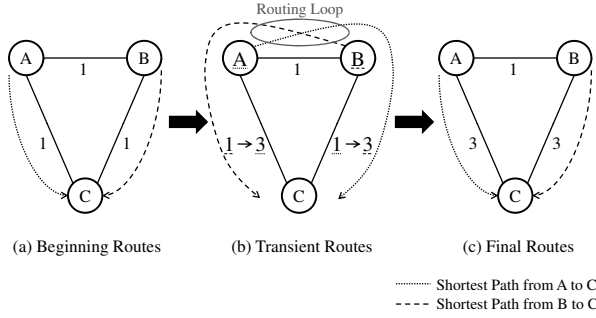 Routing Loop
A
B
1
1
1
C
A
B
1
1→3
1→3
C
A
B
1
3
3
C
(a) Beginning Routes
(b) Transient Routes
(c) Final Routes
Shortest Path from A to C
Shortest Path from B to C